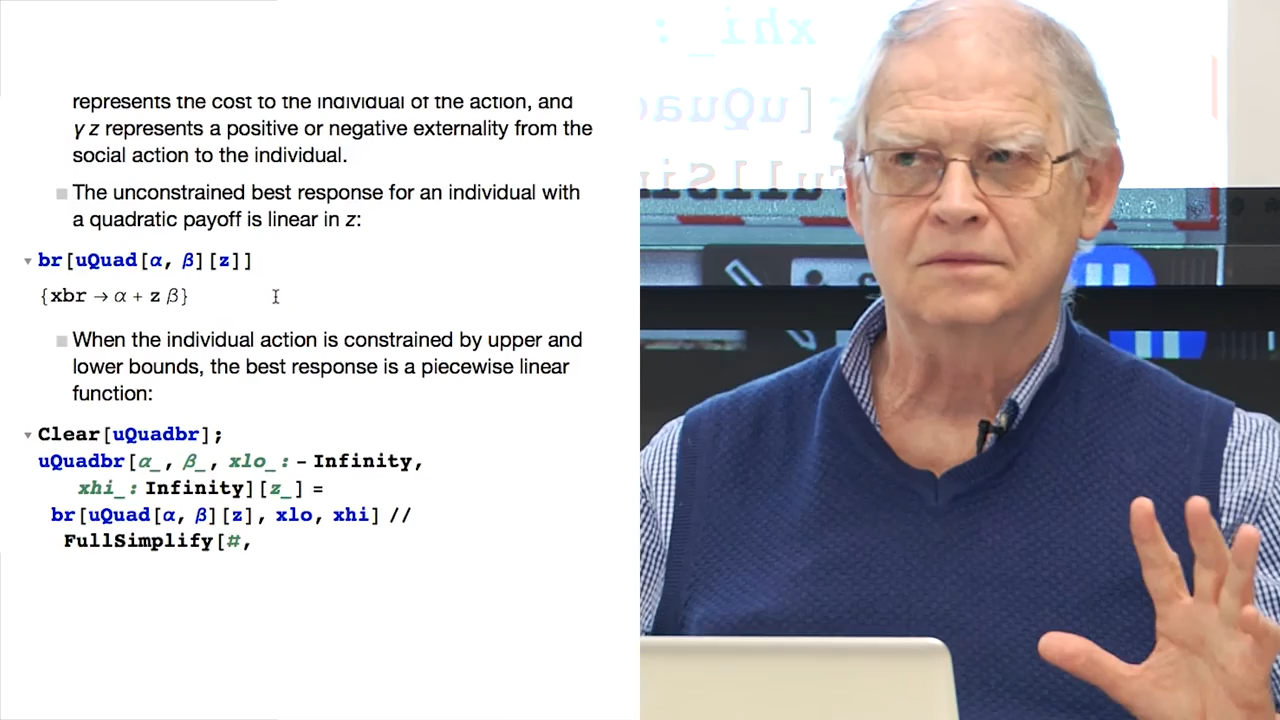 represents the cost to the individual of the action, and
γ z represents a positive or negative externality from the
social action to the individual.
The unconstrained best response for an individual with
a quadratic payoff is linear in z:
br[uQuad[α, β][z]]
{xbr → α + z β}
When the individual action is constrained by upper and
lower bounds, the best response is a piecewise linear
function:
Clear[uQuadbr];
uQuadbr[α_, β_, xlo_: - Infinity,
xhi_: Infinity][z_] =
br[uQuad[α, β][z], xlo, xhi] //
FullSimplify[#,
xhi_:
[uQuad
FullSi